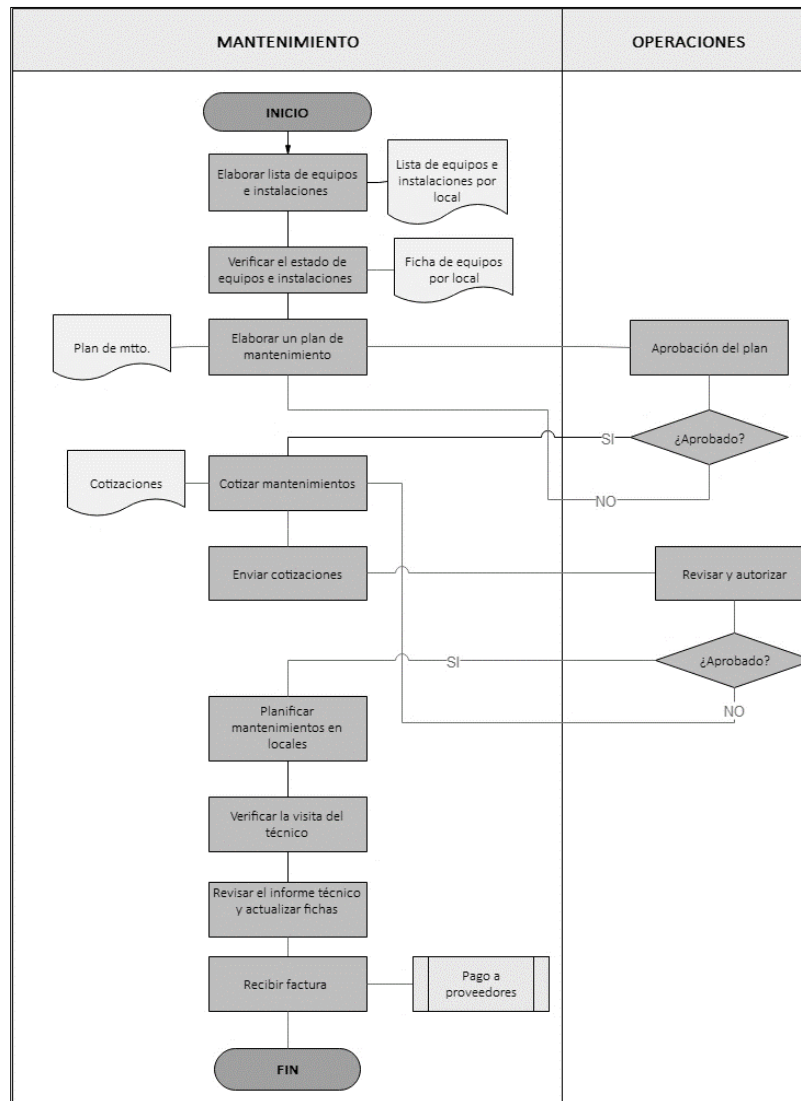 MANTENIMIENTO
OPERACIONES
INICIO
Elaborar lista de equipos
e instalaciones
Lista de equipos e
instalaciones por
local
Verificar el estado de
equipos e instalaciones
Ficha de equipos
por local
Plan de mtto.
Elaborar un plan de
mantenimiento
Aprobación del plan
¿Aprobado?
SI
NO
Cotizaciones
Cotizar mantenimientos
Enviar cotizaciones
Revisar y autorizar
¿Aprobado?
SI
NO
Planificar
mantenimientos en
locales
Verificar la visita del
técnico
Revisar el informe técnico
y actualizar fichas
Recibir factura
Pago a
proveedores
FIN